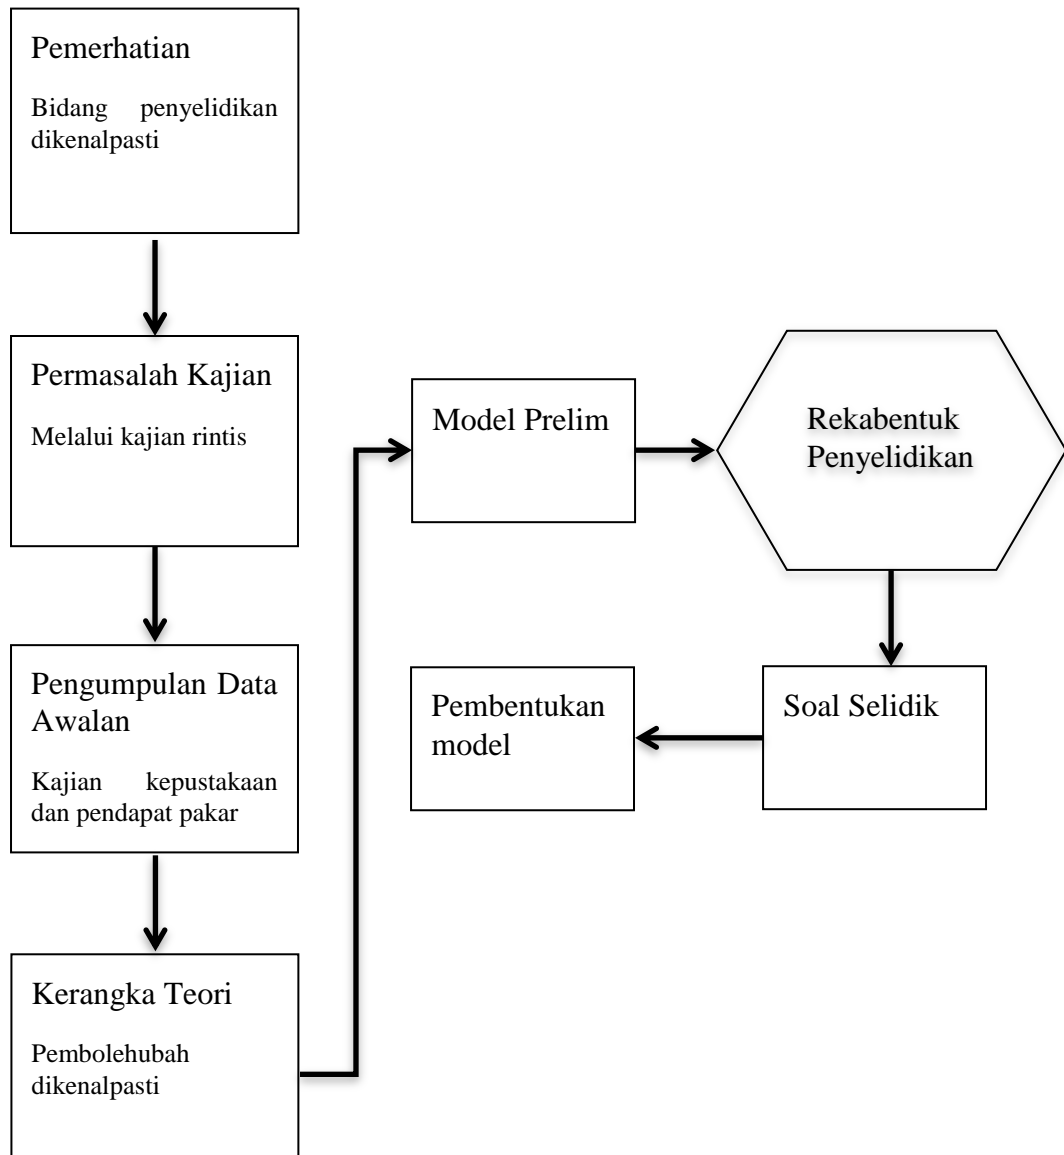 Pemerhatian
Bidang penyelidikan
dikenalpasti
Permasalah Kajian
Melalui kajian rintis
Pengumpulan Data
Awalan
Kajian kepustakaan
dan pendapat pakar
Kerangka Teori
Pembolehubah
dikenalpasti
Model Prelim
Rekabentuk
Penyelidikan
Soal Selidik
Pembentukan
model